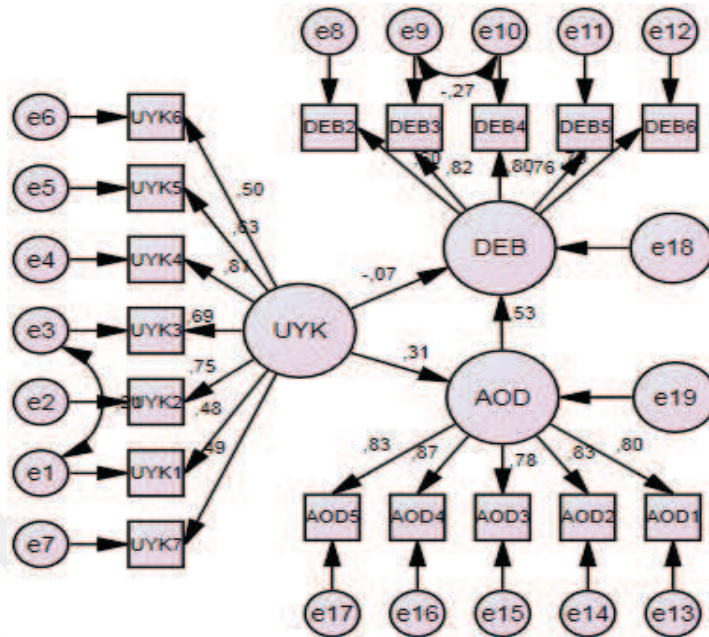 e8 e9 e10 e11 e12
-,27
e6 UYK6 DEB2 DEB3 DEB4 DEB5 DEB6
,82 ,80 ,76
e5 UYK5 ,50
,63
e4 UYK4 ,81 DEB e18
-,07
e3 UYK3 ,69 UYK ,53
,75 ,31
e2 UYK2 ,48 AOD e19
e1 UYK1 ,49
,83 ,87 ,78 ,83 ,80
e7 UYK7 AOD5 AOD4 AOD3 AOD2 AOD1
e17 e16 e15 e14 e13